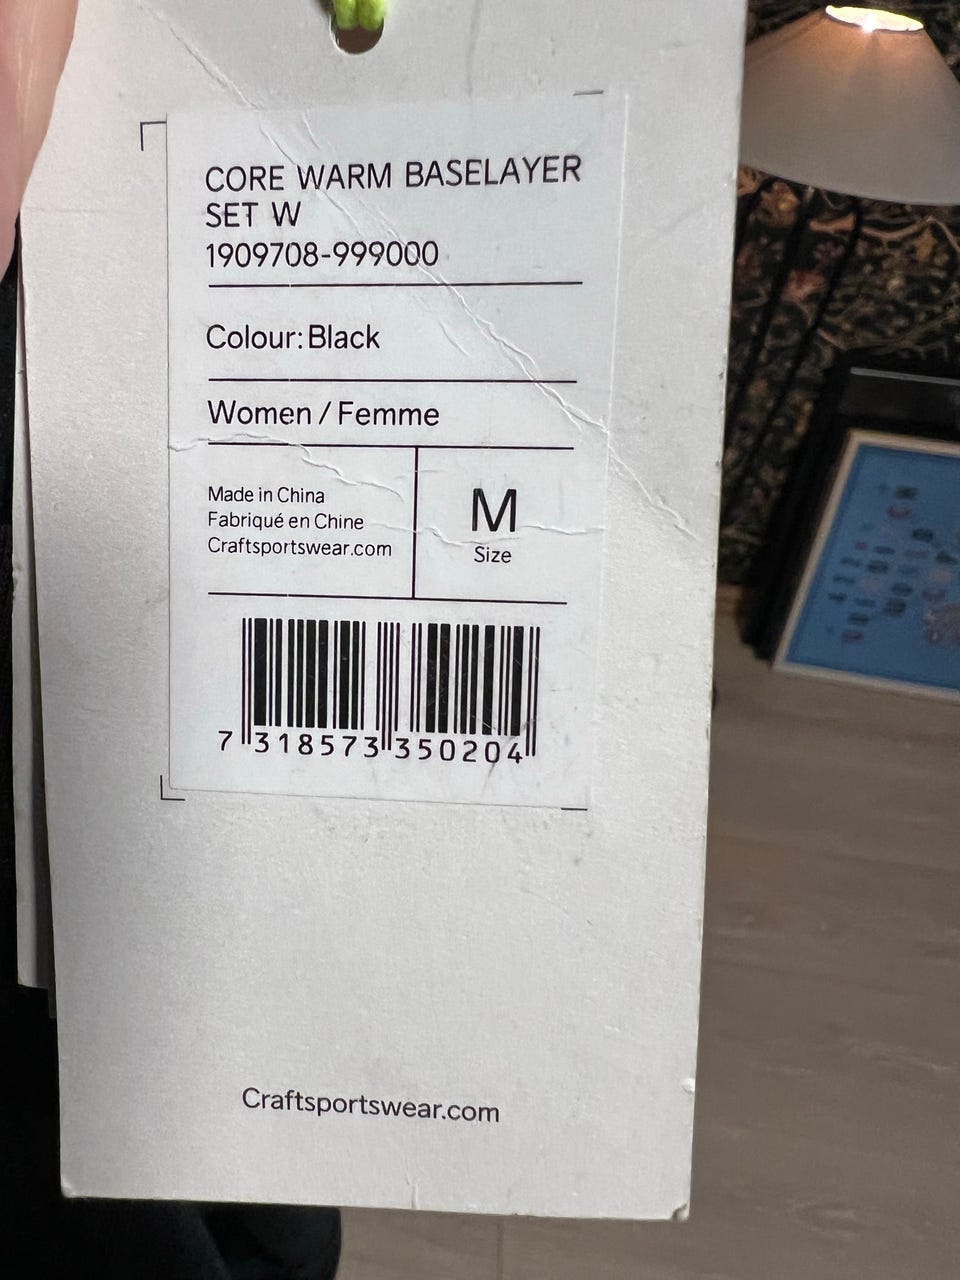 CORE WARM BASELAYER
SET W
1909708-999000
Colour: Black
Women / Femme
Made in China
Fabriqué en Chine
Craftsportswear.com
M
Size
7 318573 350204
Craftsportswear.com